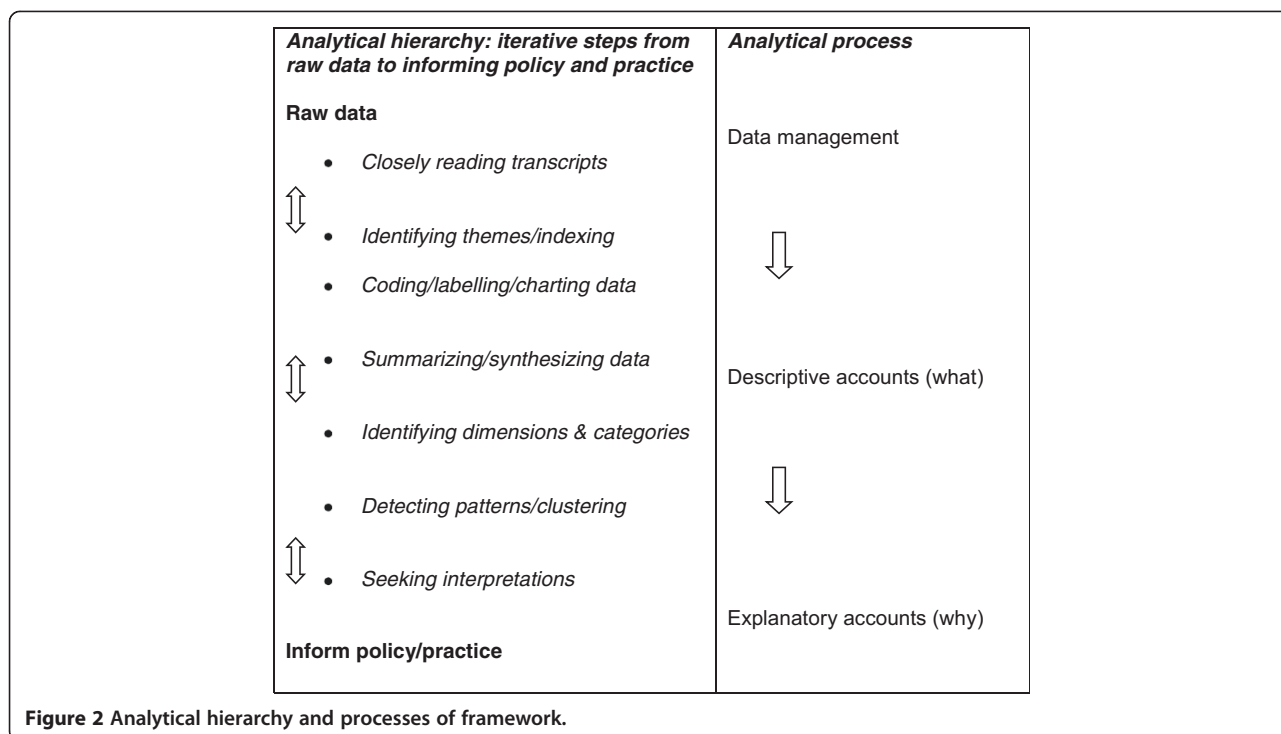 Analytical hierarchy: iterative steps from
raw data to informing policy and practice
Raw data
• Closely reading transcripts
• Identifying themes/indexing
• Coding/labelling/charting data
• Summarizing/synthesizing data
• Identifying dimensions & categories
• Detecting patterns/clustering
• Seeking interpretations
Inform policy/practice
Analytical process
Data management
Descriptive accounts (what)
Explanatory accounts (why)
Figure 2 Analytical hierarchy and processes of framework.